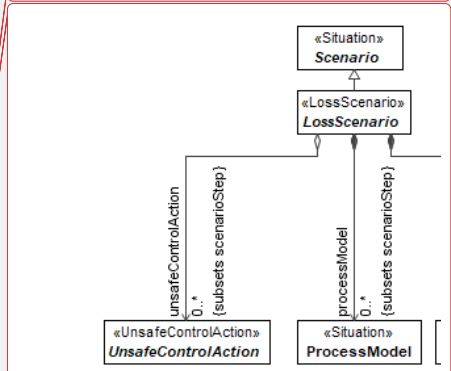 «Situation»
Scenario
«LossScenario»
LossScenario
unsafeControlAction
0..*
{subsets scenarioStep}
processModel
0..*
{subsets scenarioStep}
«UnsafeControlAction»
UnsafeControlAction
«Situation»
ProcessModel